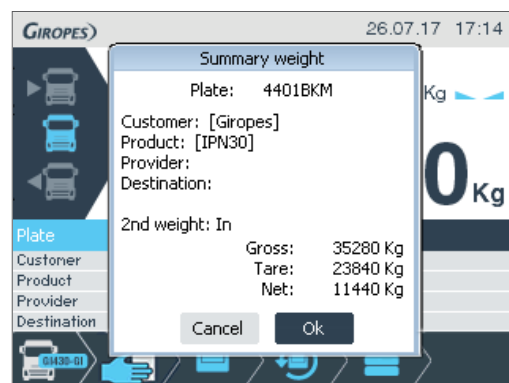 GIROPES)
26.07.17 17:14
Summary weight
Plate: 4401BKM
Customer: [Giropes]
Product: [IPN30]
Provider:
Destination:
2nd weight: In
Gross: 35280 Kg
Tare: 23840 Kg
Net: 11440 Kg
Cancel Ok
Kg
0 Kg
Plate
Customer
Product
Provider
Destination
GI430-GI